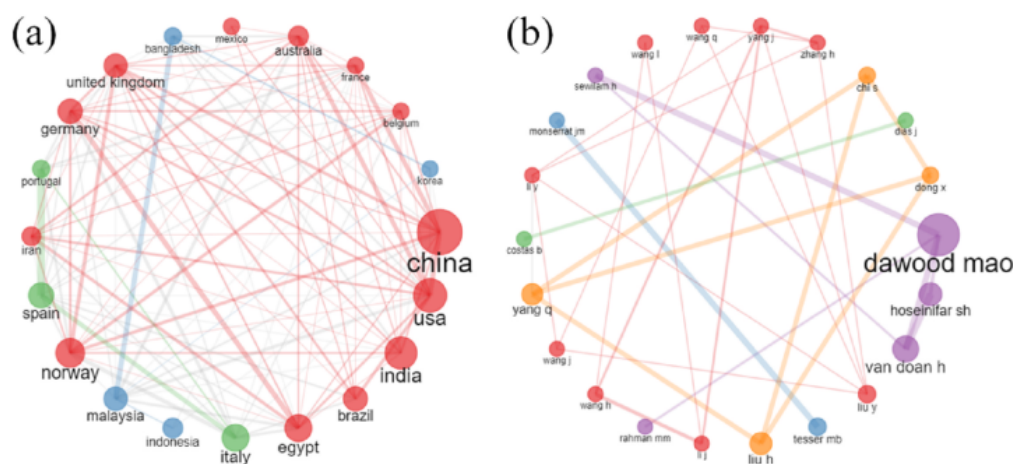 (a)
mexico
bangladesh
australia
united kingdom
france
germany
belgium
portugal
korea
iran
china
spain
usa
norway
india
malaysia
brazil
indonesia
egypt
italy
(b)
wang q
yang j
wang l
zhang h
sewilam h
chi s
monserrat jm
dias j
li y
dong x
costas b
dawood mao
yang q
hoseinifar sh
wang j
van doan h
wang h
liu y
rahman mm
li j
liu h
tesser mb